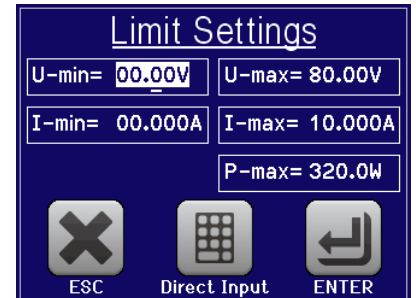 Limit Settings
U-min= 00.00V U-max= 80.00V
I-min= 00.000A I-max= 10.000A
P-max= 320.0W
ESC Direct Input ENTER